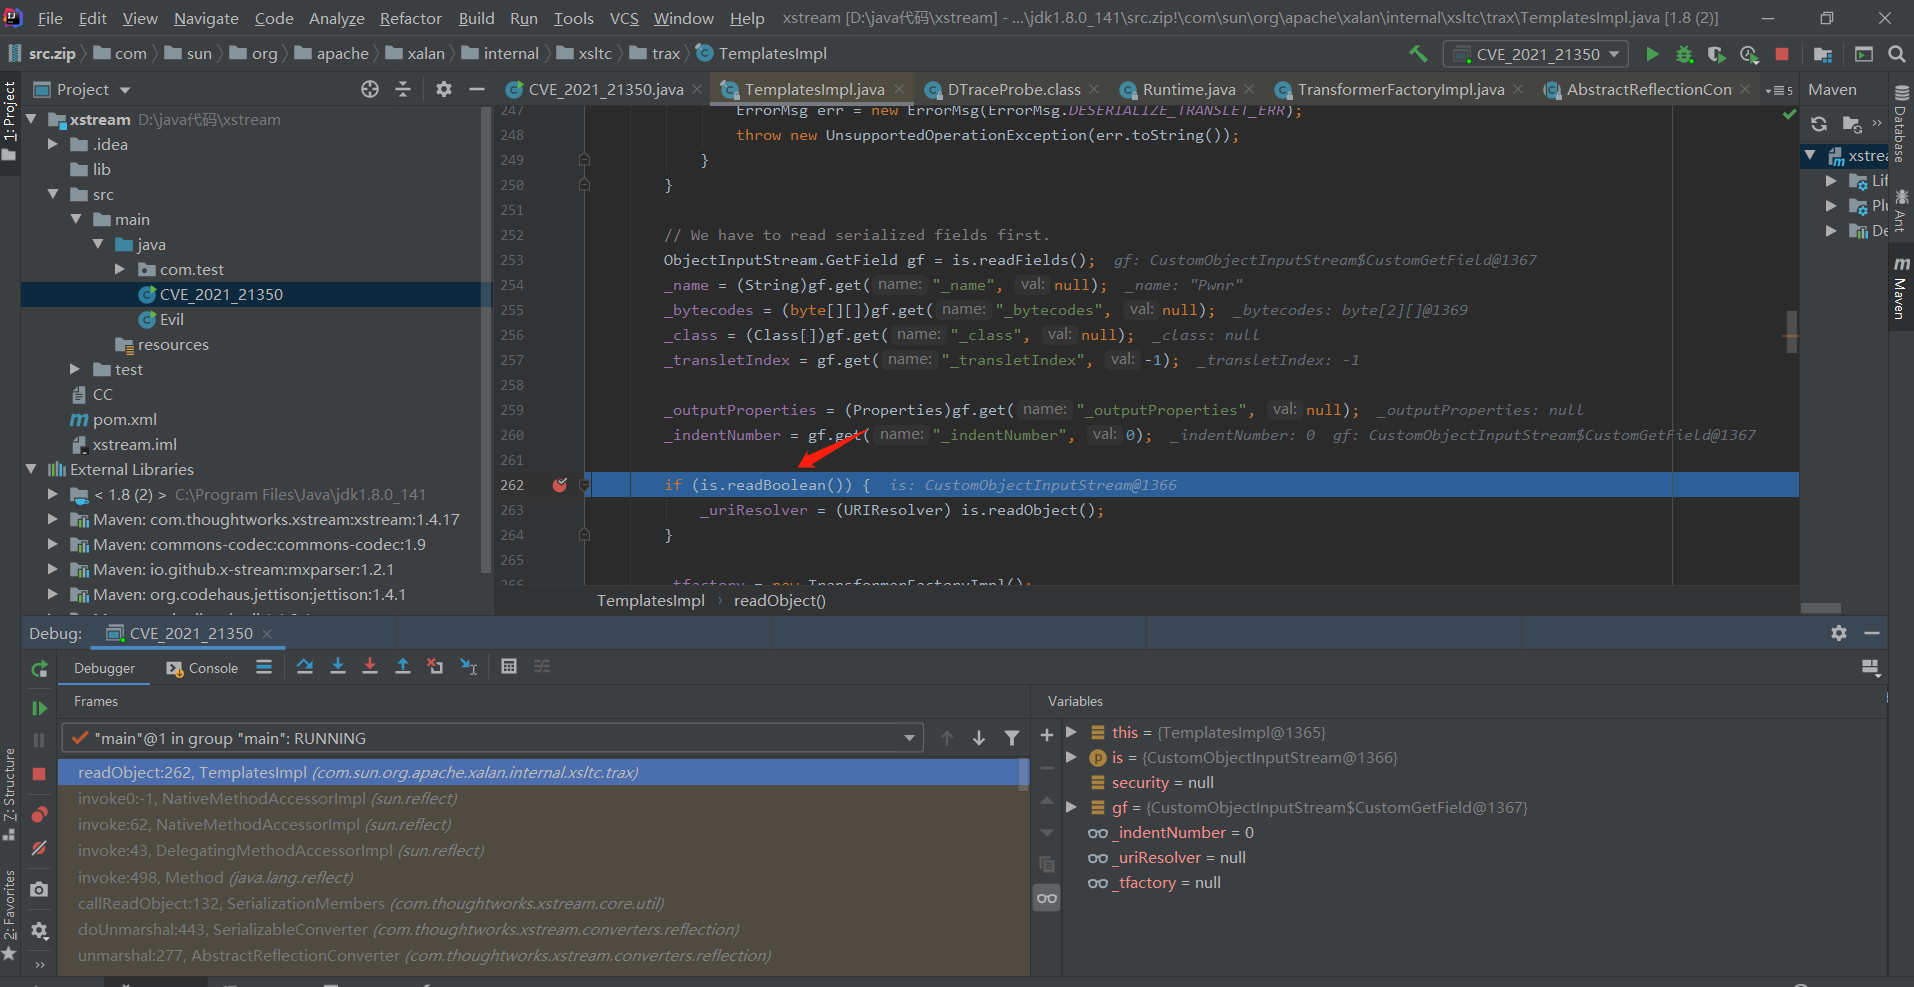 File Edit View Navigate Code Analyze Refactor Build Run Tools VCS Window Help xstream [D:\java代码\xstream] - ...\jdk1.8.0_141\src.zip!\com\sun\org\apache\xalan\internal\xsltc\trax\TemplatesImpl.java [1.8 (2)]
src.zip com sun org apache xalan internal xsltc trax TemplatesImpl CVE_2021_21350
Project CVE_2021_21350.java TemplatesImpl.java DTraceProbe.class Runtime.java TransformerFactoryImpl.java AbstractReflectionCon 5 Maven
1: Project
xstream D:\java代码\xstream
.idea
lib
src
main
java
com.test
CVE_2021_21350
Evil
resources
test
CC
pom.xml
xstream.iml
External Libraries
< 1.8 (2) > C:\Program Files\Java\jdk1.8.0_141
Maven: com.thoughtworks.xstream:xstream:1.4.17
Maven: commons-codec:commons-codec:1.9
Maven: io.github.x-stream:mxparser:1.2.1
Maven: org.codehaus.jettison:jettison:1.4.1
247 ErrorMsg err = new ErrorMsg(ErrorMsg.DESERIALIZE_TRANSLET_ERR);
248 throw new UnsupportedOperationException(err.toString());
249 }
250 }
251
252 // We have to read serialized fields first.
253 ObjectInputStream.GetField gf = is.readFields(); gf: CustomObjectInputStream$CustomGetField@1367
254 _name = (String)gf.get( name: "_name", val: null); _name: "Pwnr"
255 _bytecodes = (byte[][])gf.get( name: "_bytecodes", val: null); _bytecodes: byte[2][]@1369
256 _class = (Class[])gf.get( name: "_class", val: null); _class: null
257 _transletIndex = gf.get( name: "_transletIndex", val: -1); _transletIndex: -1
258
259 _outputProperties = (Properties)gf.get( name: "_outputProperties", val: null); _outputProperties: null
260 _indentNumber = gf.get( name: "_indentNumber", val: 0); _indentNumber: 0 gf: CustomObjectInputStream$CustomGetField@1367
261
262 if (is.readBoolean()) { is: CustomObjectInputStream@1366
263 _uriResolver = (URIResolver) is.readObject();
264 }
265
266 _tfactory = new TransformerFactoryImpl();
TemplatesImpl readObject()
xstrea
Lif
Plu
De
Database
Ant
Maven
Debug: CVE_2021_21350
Debugger Console
Frames
"main"@1 in group "main": RUNNING
readObject:262, TemplatesImpl (com.sun.org.apache.xalan.internal.xsltc.trax)
invoke0:-1, NativeMethodAccessorImpl (sun.reflect)
invoke:62, NativeMethodAccessorImpl (sun.reflect)
invoke:43, DelegatingMethodAccessorImpl (sun.reflect)
invoke:498, Method (java.lang.reflect)
callReadObject:132, SerializationMembers (com.thoughtworks.xstream.core.util)
doUnmarshal:443, SerializableConverter (com.thoughtworks.xstream.converters.reflection)
unmarshal:277, AbstractReflectionConverter (com.thoughtworks.xstream.converters.reflection)
Variables
this = {TemplatesImpl@1365}
is = {CustomObjectInputStream@1366}
security = null
gf = {CustomObjectInputStream$CustomGetField@1367}
_indentNumber = 0
_uriResolver = null
_tfactory = null
Z: Structure
2: Favorites